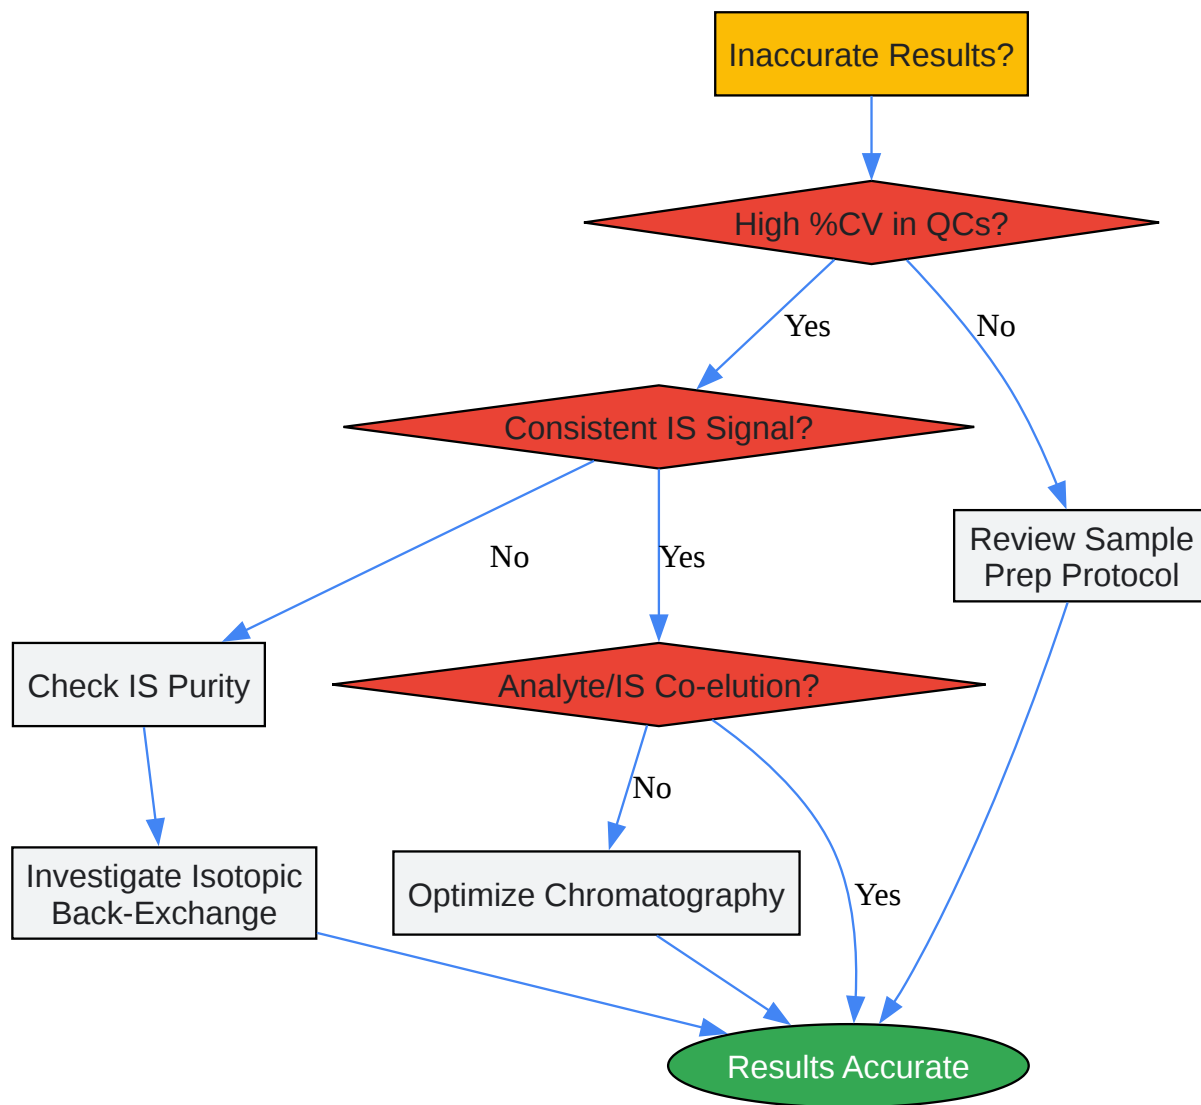 Inaccurate Results?
High %CV in QCs?
Yes
No
Consistent IS Signal?
No
Yes
Review Sample
Prep Protocol
Check IS Purity
Analyte/IS Co-elution?
No
Investigate Isotopic
Back-Exchange
Optimize Chromatography
Yes
Results Accurate